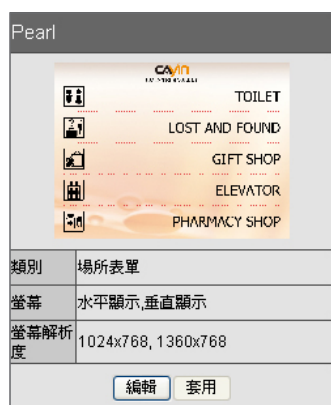 Pearl
CAYIN
TOILET
LOST AND FOUND
GIFT SHOP
ELEVATOR
PHARMACY SHOP
類別 場所表單
螢幕 水平顯示,垂直顯示
螢幕解析度 1024x768, 1360x768
編輯 套用